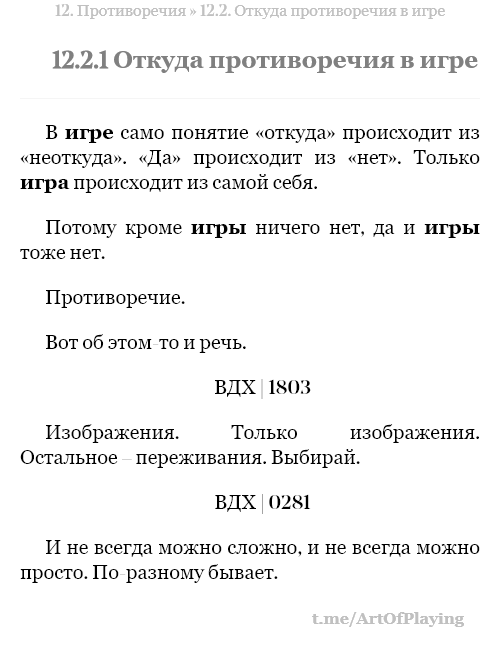 12. Противоречия » 12.2. Откуда противоречия в игре
12.2.1 Откуда противоречия в игре
В игре само понятие «откуда» происходит из
«неоткуда». «Да» происходит из «нет». Только
игра происходит из самой себя.
Потому кроме игры ничего нет, да и игры
тоже нет.
Противоречие.
Вот об этом-то и речь.
ВДХ | 1803
Изображения. Только изображения.
Остальное – переживания. Выбирай.
ВДХ | 0281
И не всегда можно сложно, и не всегда можно
просто. По-разному бывает.
t.me/ArtOfPlaying